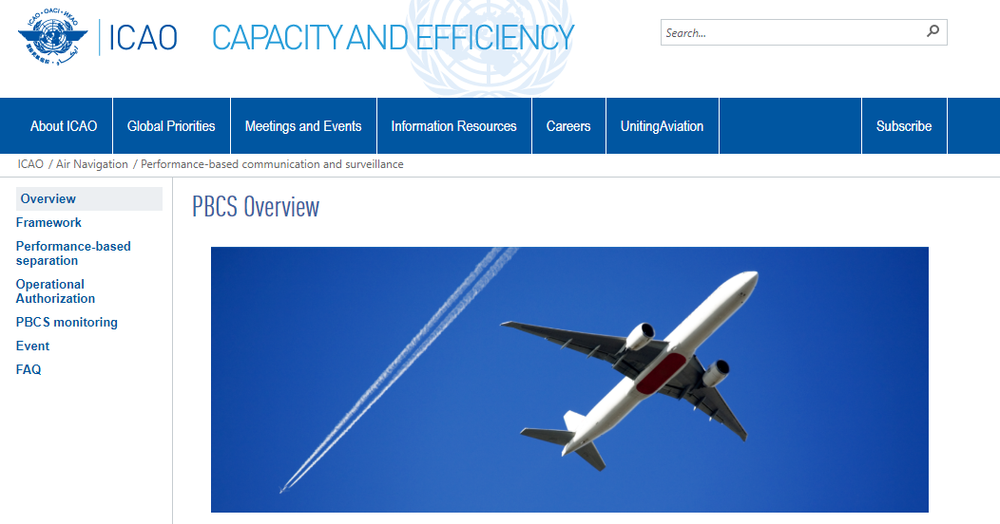 ICAO · OACI · ИКАО
ICAO
CAPACITY AND EFFICIENCY
Search...
About ICAO
Global Priorities
Meetings and Events
Information Resources
Careers
UnitingAviation
Subscribe
ICAO / Air Navigation / Performance-based communication and surveillance
Overview
Framework
Performance-based
separation
Operational
Authorization
PBCS monitoring
Event
FAQ
PBCS Overview